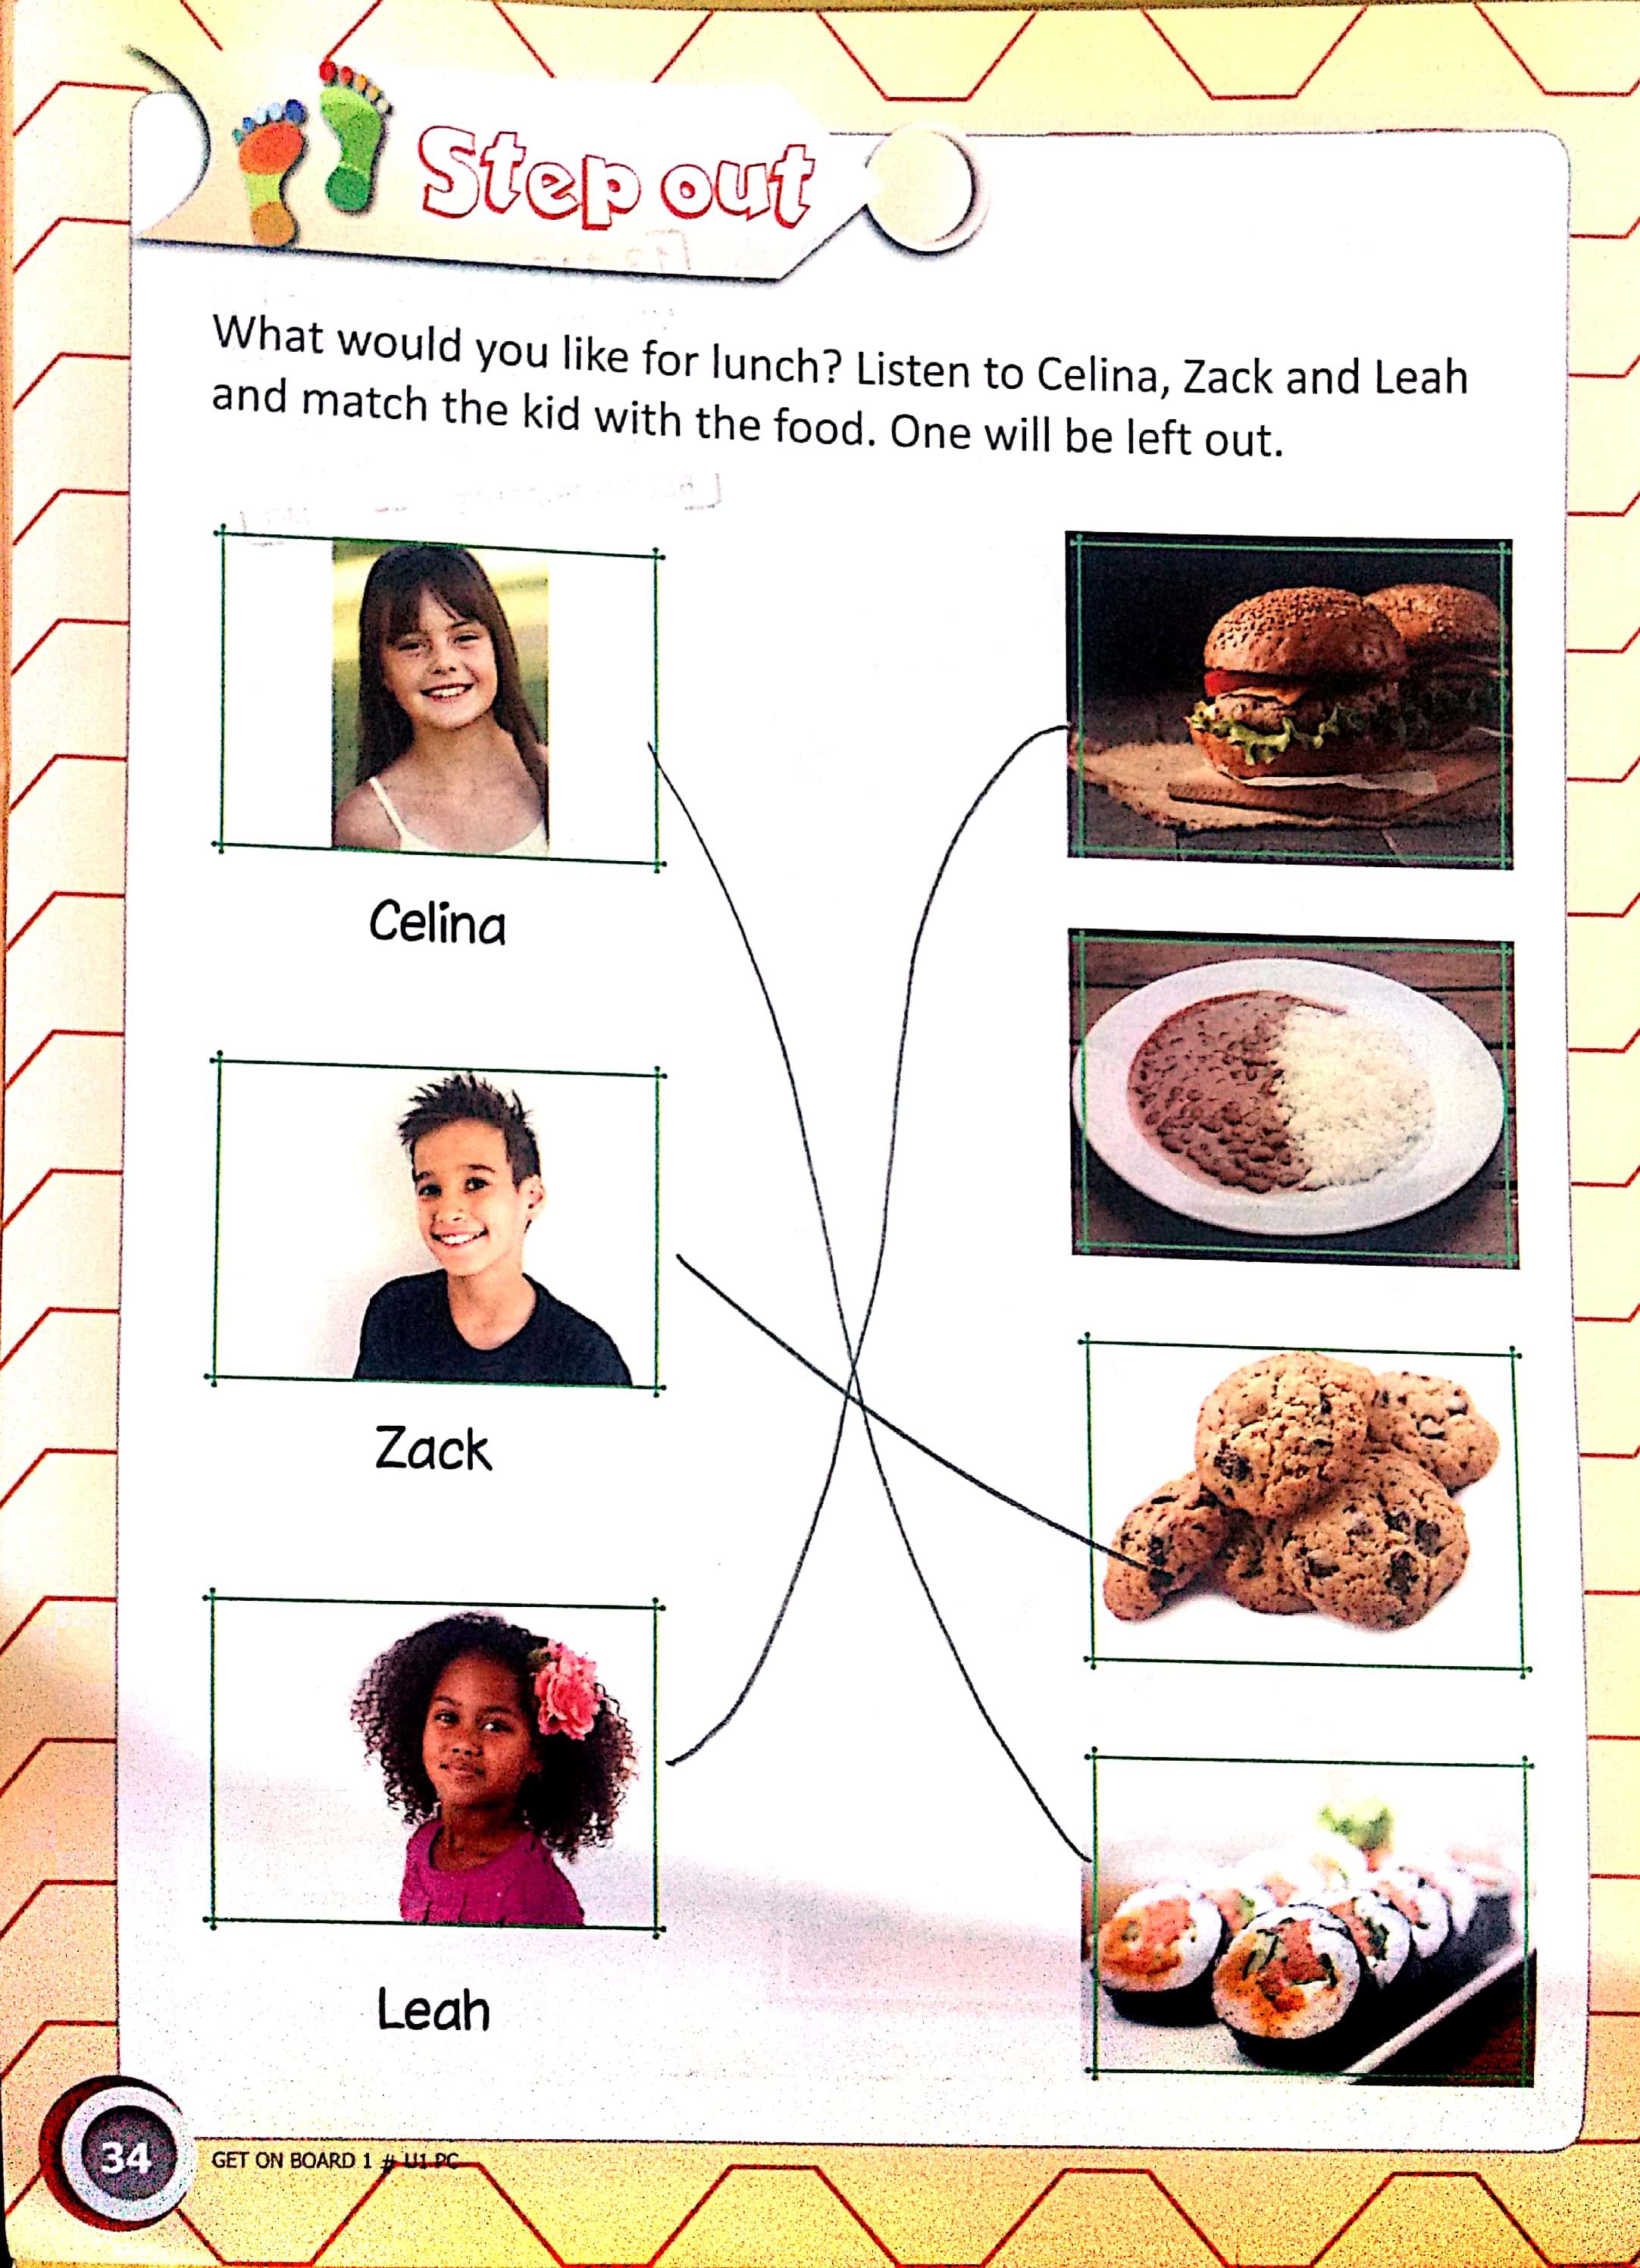 Step out
What would you like for lunch? Listen to Celina, Zack and Leah
and match the kid with the food. One will be left out.
Celina
Zack
Leah
34
GET ON BOARD 1 # U1 PC